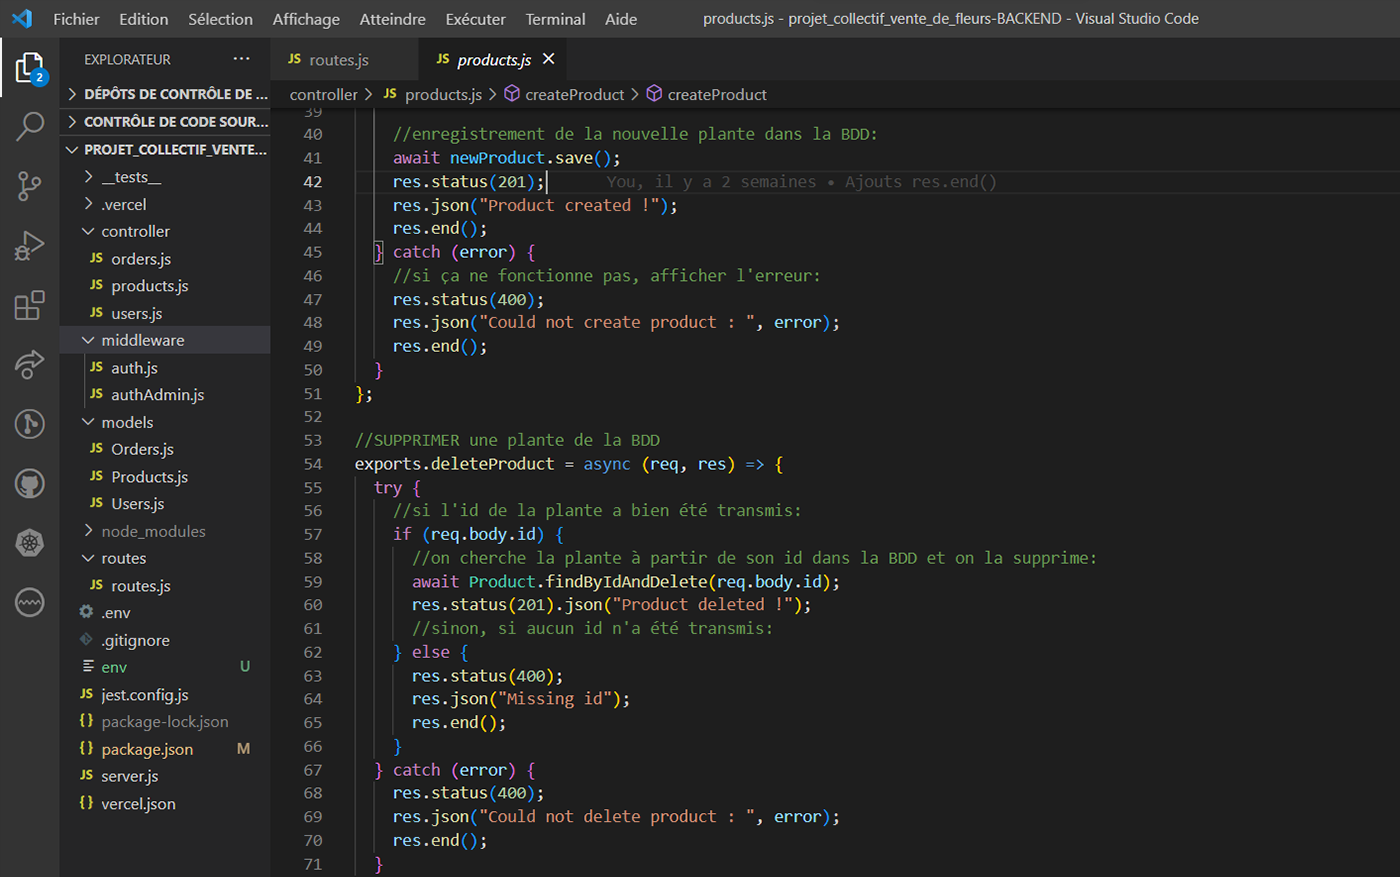 Fichier Edition Sélection Affichage Atteindre Exécuter Terminal Aide products.js - projet_collectif_vente_de_fleurs-BACKEND - Visual Studio Code
EXPLORATEUR ···
2
DÉPÔTS DE CONTRÔLE DE ...
CONTRÔLE DE CODE SOUR...
PROJET_COLLECTIF_VENTE...
__tests__
.vercel
controller
JS orders.js
JS products.js
JS users.js
middleware
JS auth.js
JS authAdmin.js
models
JS Orders.js
JS Products.js
JS Users.js
node_modules
routes
JS routes.js
.env
.gitignore
env U
JS jest.config.js
{} package-lock.json
{} package.json M
JS server.js
{} vercel.json
JS routes.js JS products.js
controller > JS products.js > createProduct > createProduct
39
40 //enregistrement de la nouvelle plante dans la BDD:
41 await newProduct.save();
42 res.status(201); You, il y a 2 semaines • Ajouts res.end()
43 res.json("Product created !");
44 res.end();
45 } catch (error) {
46 //si ça ne fonctionne pas, afficher l'erreur:
47 res.status(400);
48 res.json("Could not create product : ", error);
49 res.end();
50 }
51 };
52
53 //SUPPRIMER une plante de la BDD
54 exports.deleteProduct = async (req, res) => {
55 try {
56 //si l'id de la plante a bien été transmis:
57 if (req.body.id) {
58 //on cherche la plante à partir de son id dans la BDD et on la supprime:
59 await Product.findByIdAndDelete(req.body.id);
60 res.status(201).json("Product deleted !");
61 //sinon, si aucun id n'a été transmis:
62 } else {
63 res.status(400);
64 res.json("Missing id");
65 res.end();
66 }
67 } catch (error) {
68 res.status(400);
69 res.json("Could not delete product : ", error);
70 res.end();
71 }